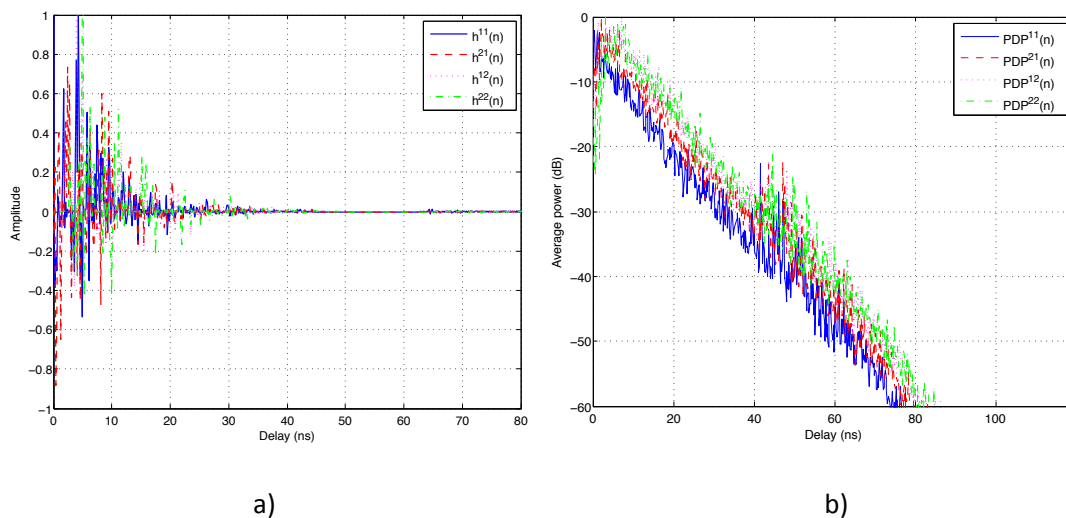 1
0.8
0.6
0.4
0.2
0
−0.2
−0.4
−0.6
−0.8
−1
Amplitude
0 10 20 30 40 50 60 70 80
Delay (ns)
h¹¹(n)
h²¹(n)
h¹²(n)
h²²(n)
a)
0
−10
−20
−30
−40
−50
−60
Average power (dB)
0 20 40 60 80 100
Delay (ns)
PDP¹¹(n)
PDP²¹(n)
PDP¹²(n)
PDP²²(n)
b)